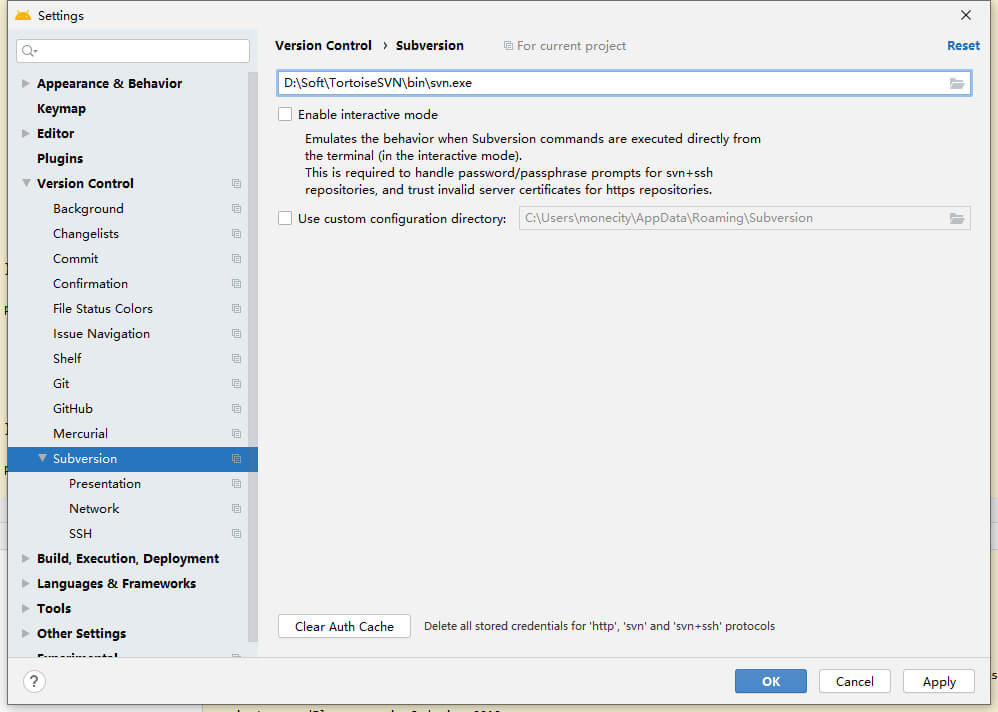 Settings
Version Control › Subversion
For current project
Reset
Appearance & Behavior
Keymap
Editor
Plugins
Version Control
Background
Changelists
Commit
Confirmation
File Status Colors
Issue Navigation
Shelf
Git
GitHub
Mercurial
Subversion
Presentation
Network
SSH
Build, Execution, Deployment
Languages & Frameworks
Tools
Other Settings
Experimental
D:\Soft\TortoiseSVN\bin\svn.exe
Enable interactive mode
Emulates the behavior when Subversion commands are executed directly from
the terminal (in the interactive mode).
This is required to handle password/passphrase prompts for svn+ssh
repositories, and trust invalid server certificates for https repositories.
Use custom configuration directory:
C:\Users\monecity\AppData\Roaming\Subversion
Clear Auth Cache
Delete all stored credentials for 'http', 'svn' and 'svn+ssh' protocols
?
OK
Cancel
Apply